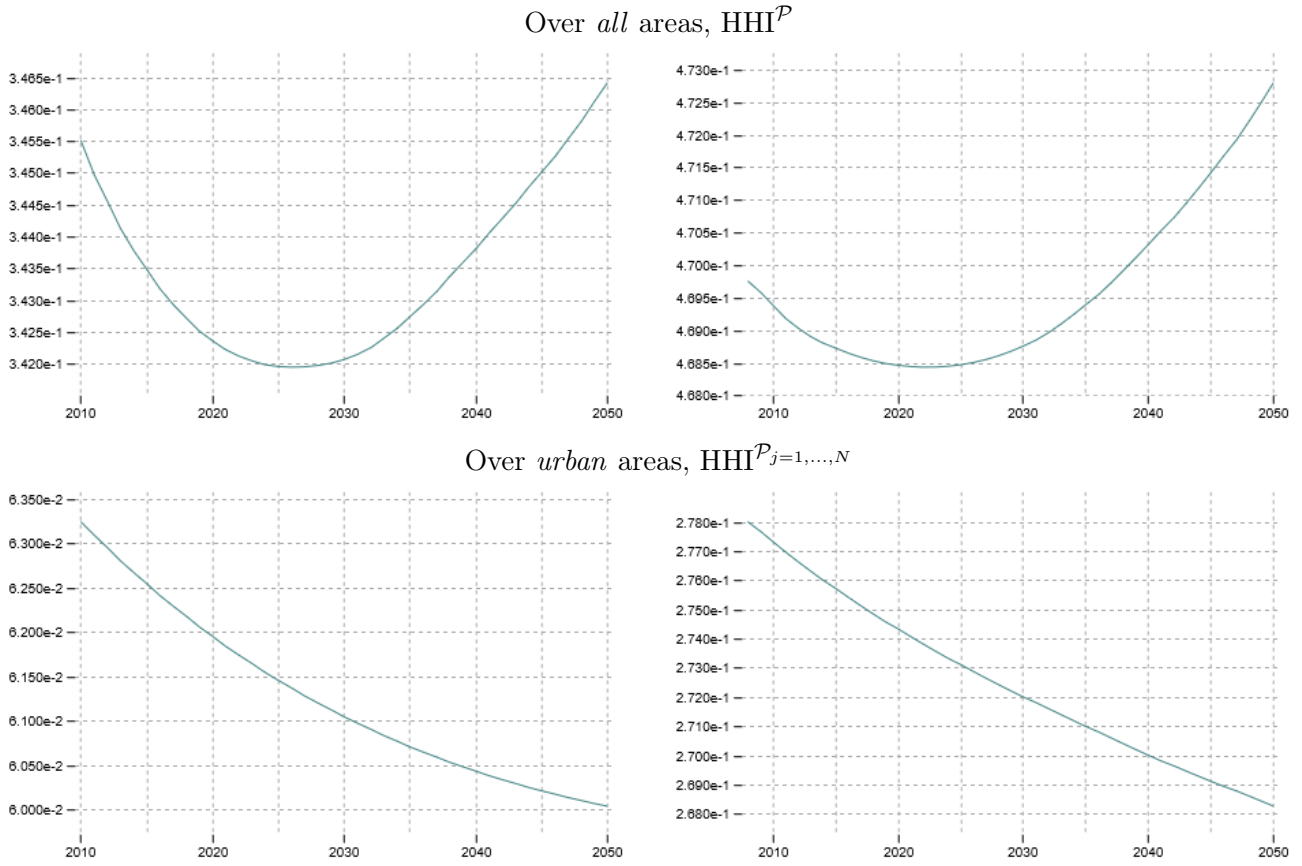 Over all areas, HHI^𝒫
3.465e-1
3.460e-1
3.455e-1
3.450e-1
3.445e-1
3.440e-1
3.435e-1
3.430e-1
3.425e-1
3.420e-1
2010 2020 2030 2040 2050
4.730e-1
4.725e-1
4.720e-1
4.715e-1
4.710e-1
4.705e-1
4.700e-1
4.695e-1
4.690e-1
4.685e-1
4.680e-1
2010 2020 2030 2040 2050
Over urban areas, HHI^𝒫_{j=1,...,N}
6.350e-2
6.300e-2
6.250e-2
6.200e-2
6.150e-2
6.100e-2
6.050e-2
6.000e-2
2010 2020 2030 2040 2050
2.780e-1
2.770e-1
2.760e-1
2.750e-1
2.740e-1
2.730e-1
2.720e-1
2.710e-1
2.700e-1
2.690e-1
2.680e-1
2010 2020 2030 2040 2050